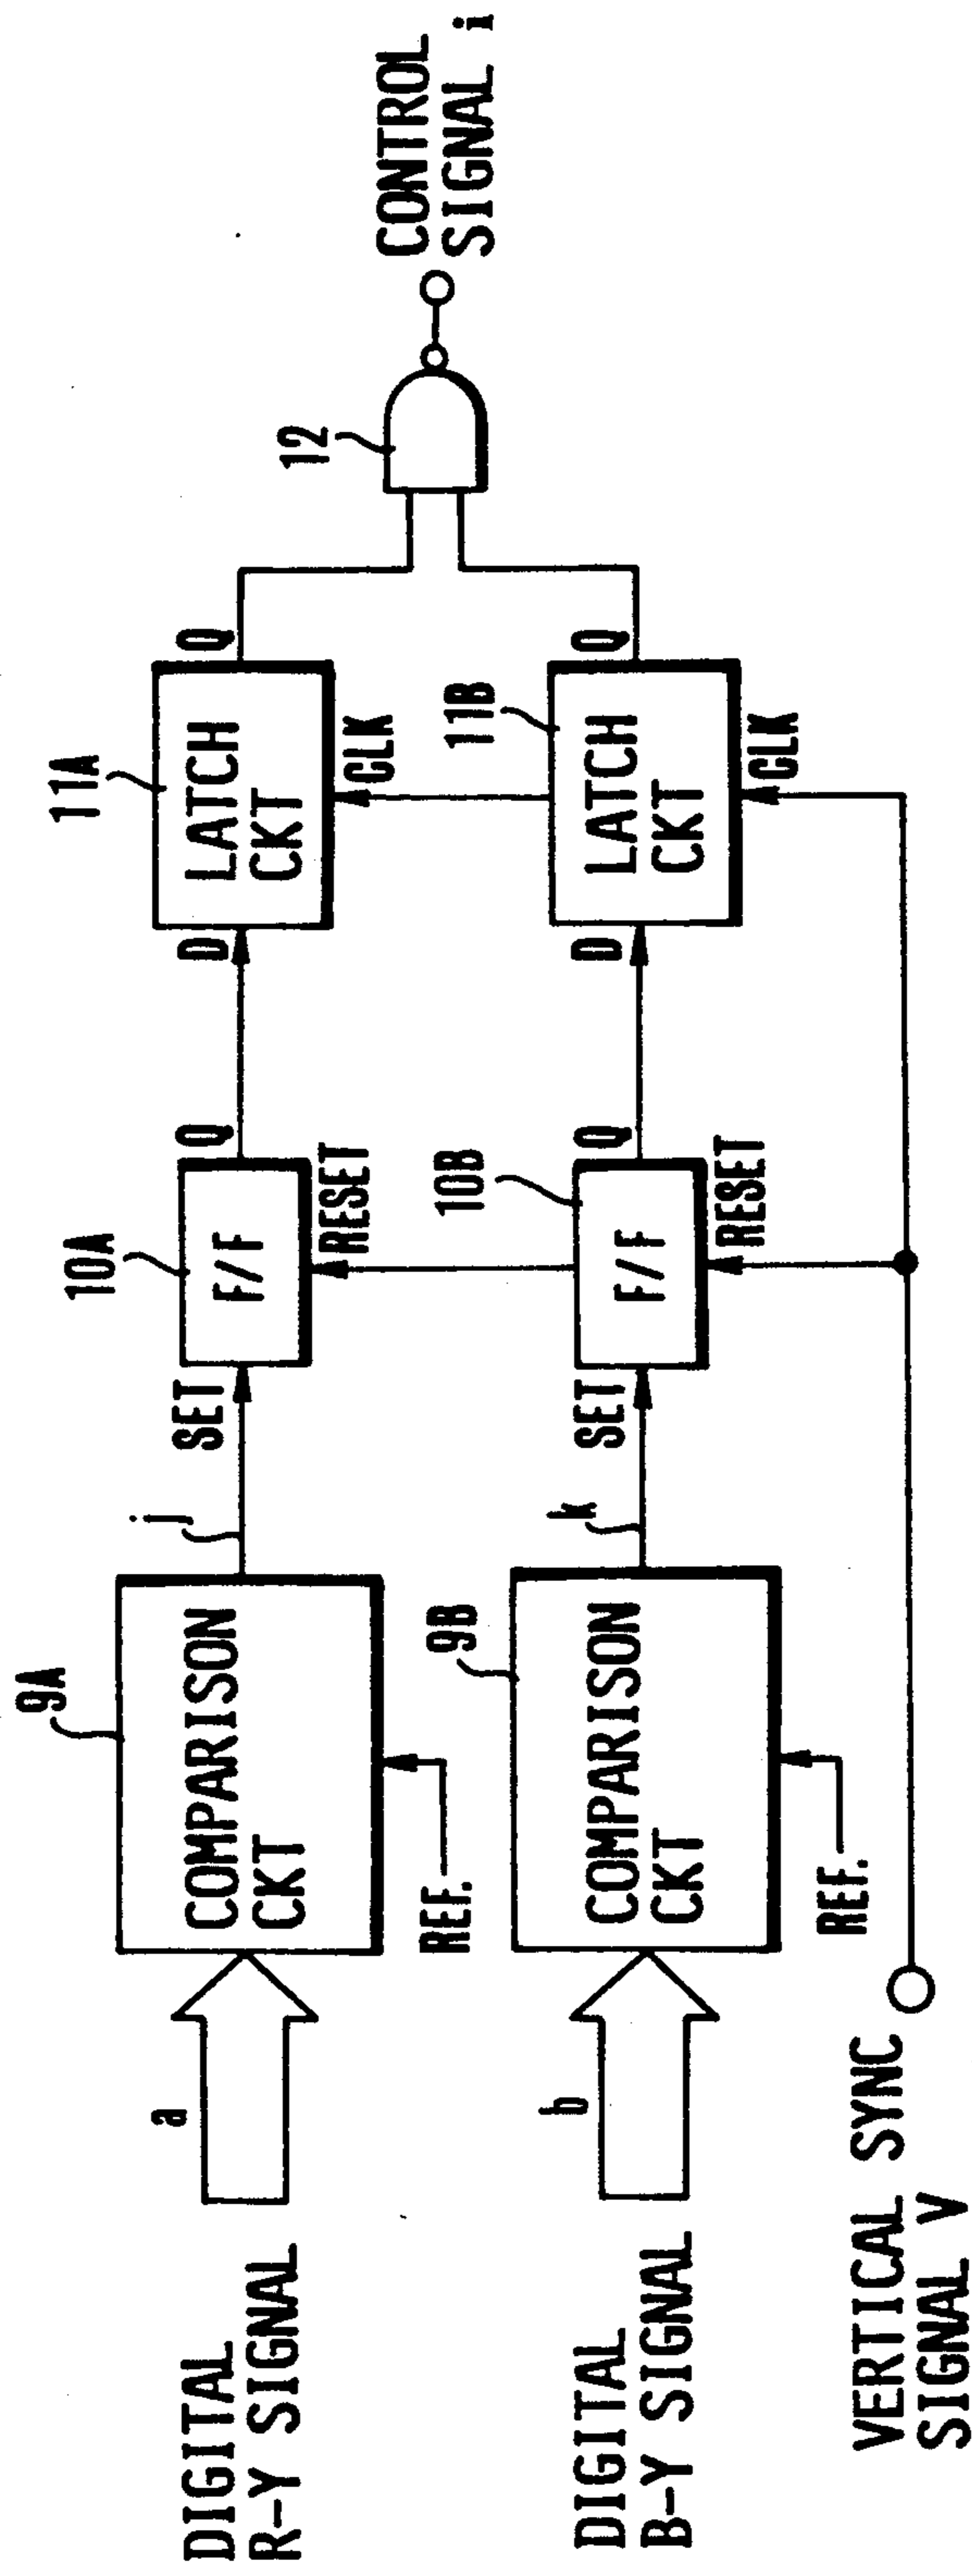 DIGITAL
R-Y SIGNAL
a
9A
COMPARISON
CKT
REF.
j
SET
10A
F/F
Q
RESET
D
11A
LATCH
CKT
Q
CLK
12
CONTROL
SIGNAL i
DIGITAL
B-Y SIGNAL
b
9B
COMPARISON
CKT
REF.
k
SET
10B
F/F
Q
RESET
D
11B
LATCH
CKT
Q
CLK
VERTICAL SYNC
SIGNAL V